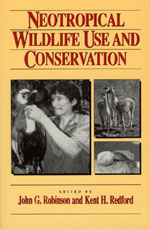 NEOTROPICAL
WILDLIFE USE AND
CONSERVATION
EDITED BY
John G. Robinson and Kent H. Redford